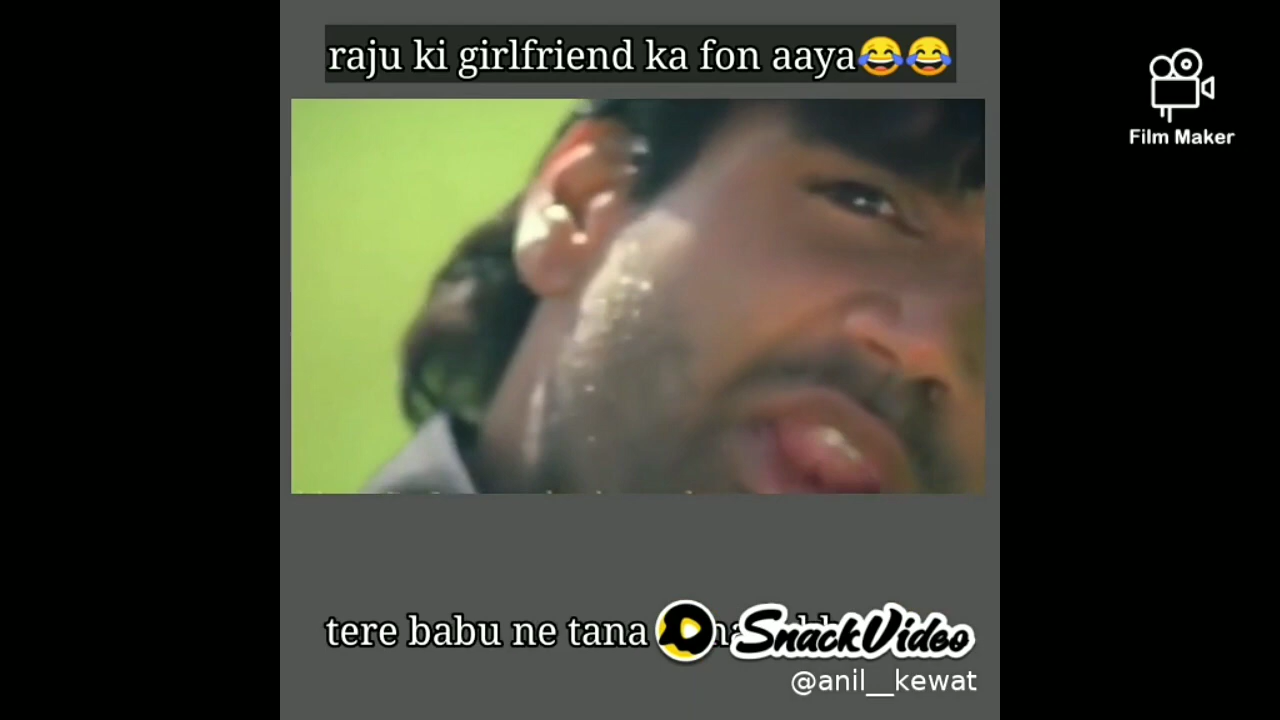 raju ki girlfriend ka fon aaya😂😂
Film Maker
tere babu ne tana
SnackVideo
@anil__kewat